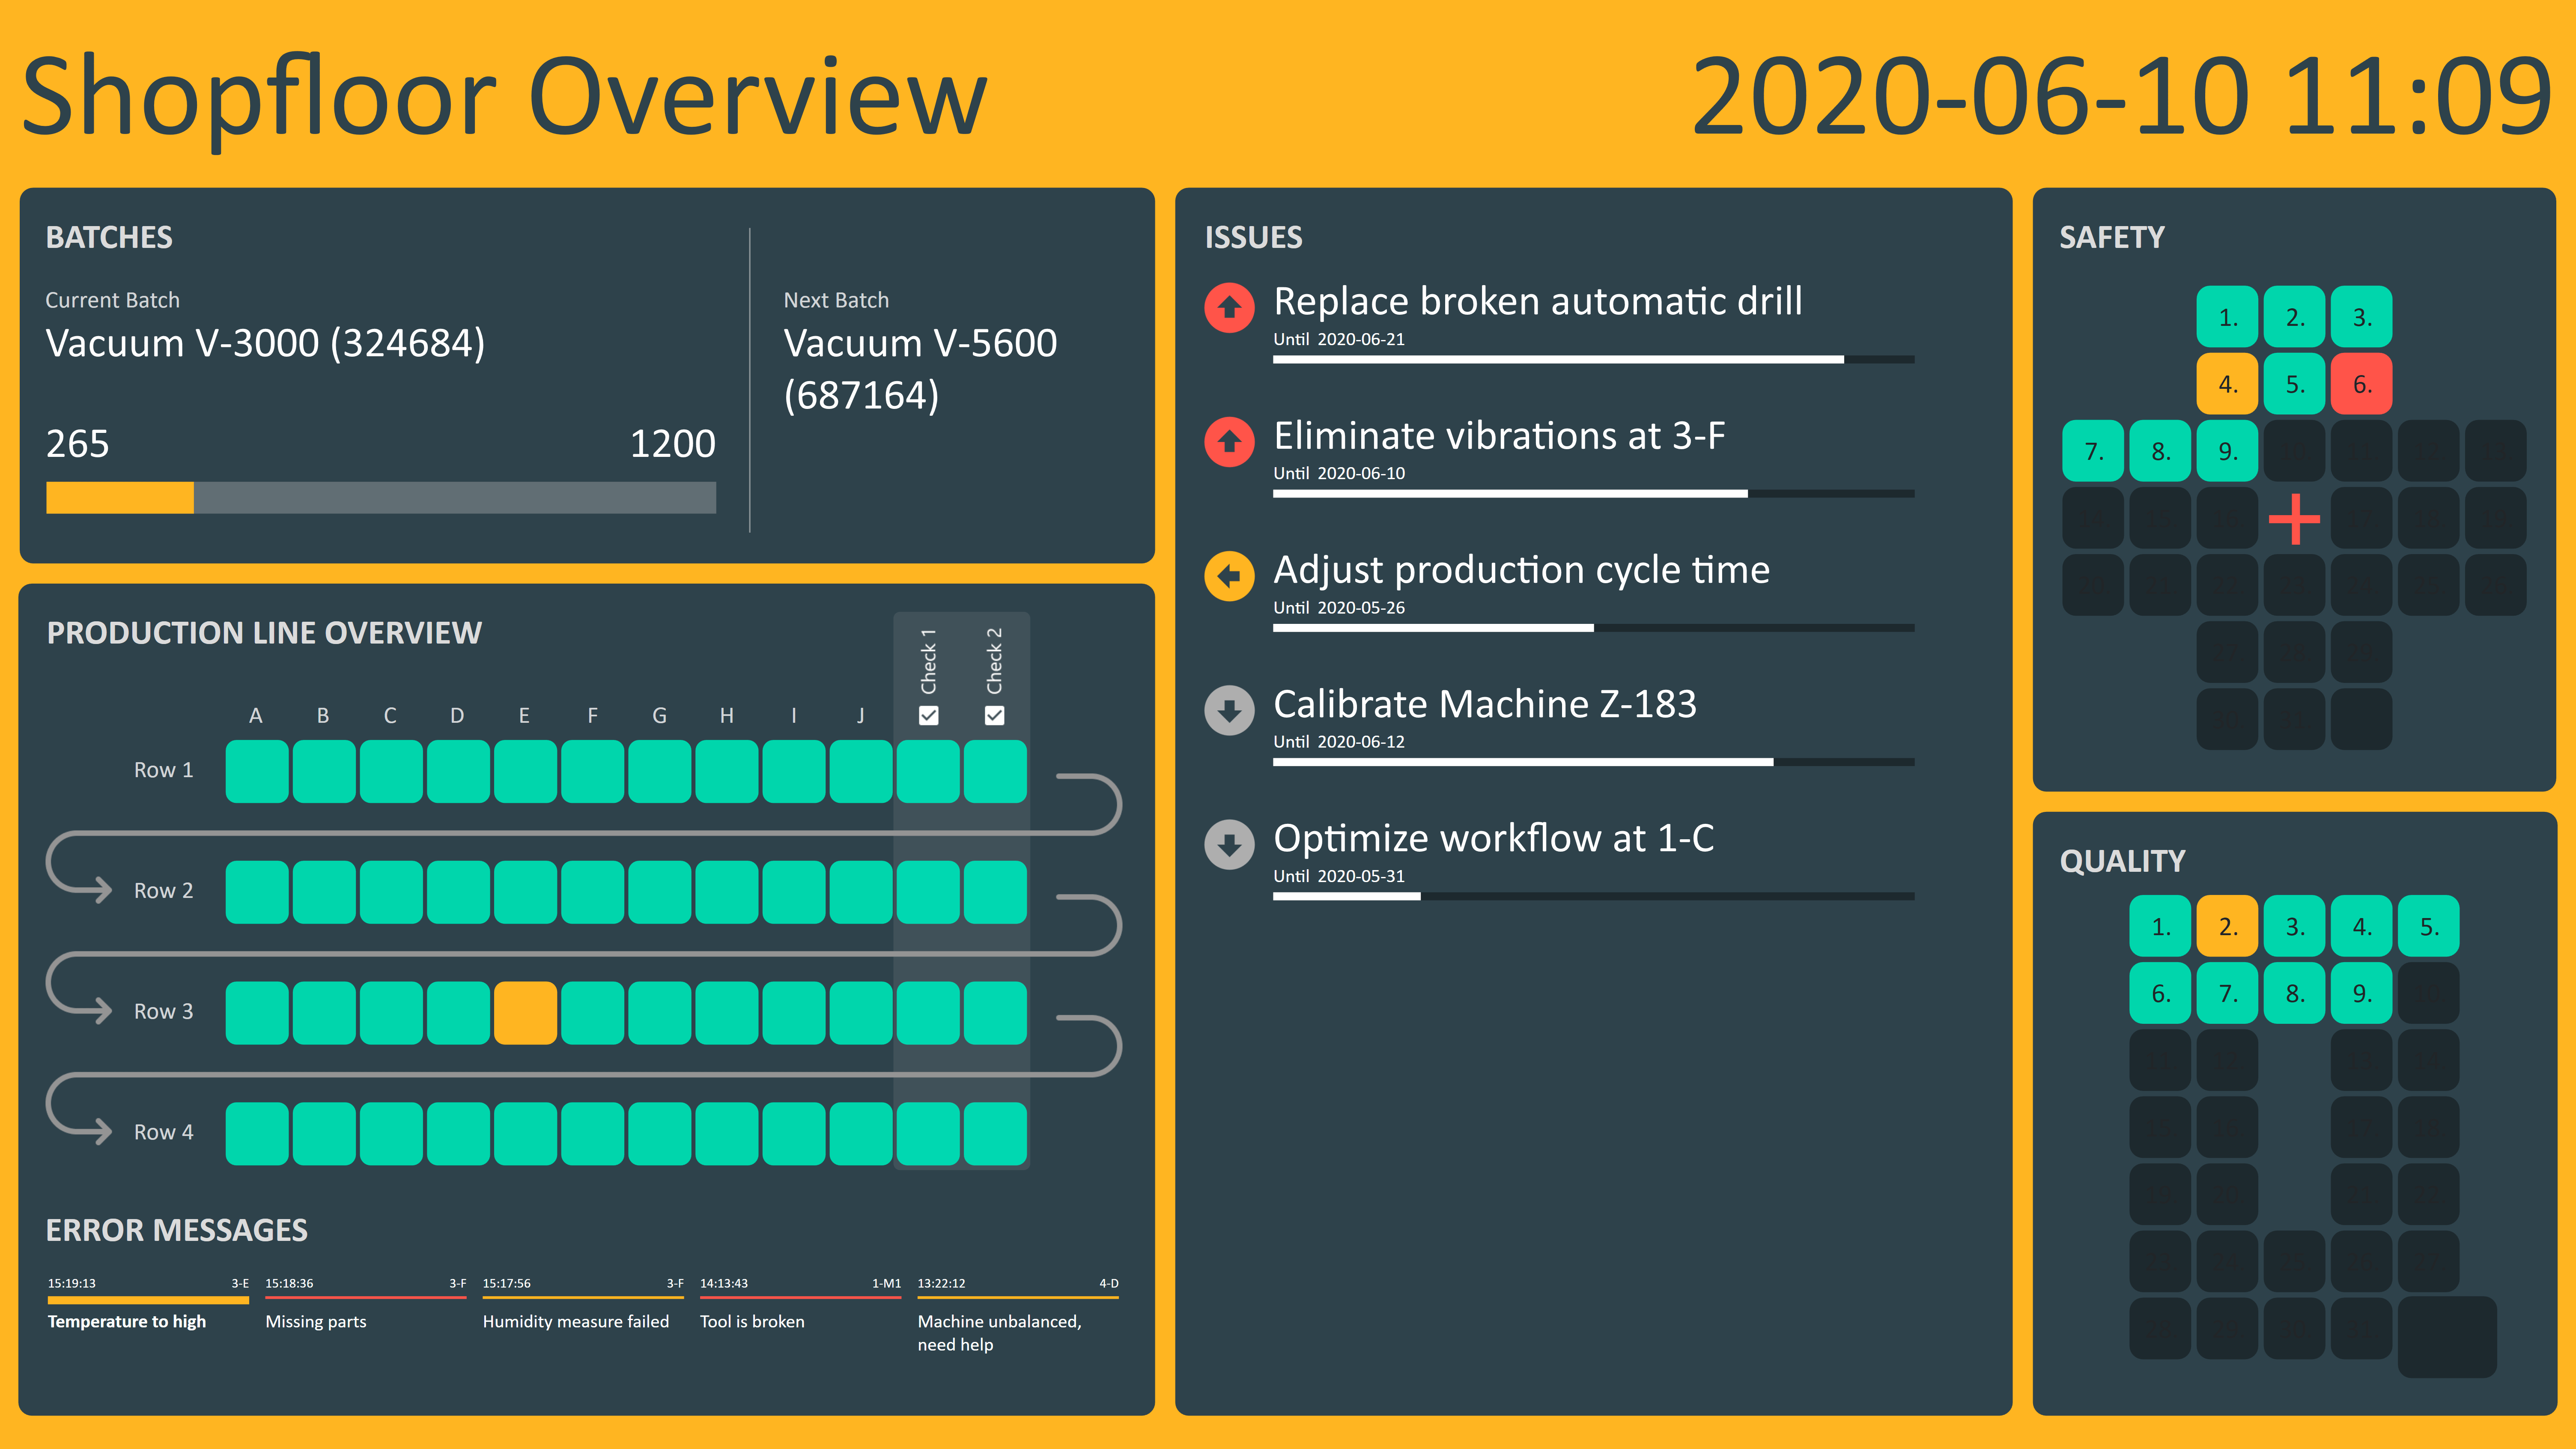 Shopfloor Overview
2020-06-10 11:09
BATCHES
Current Batch
Vacuum V-3000 (324684)
265
1200
Next Batch
Vacuum V-5600
(687164)
PRODUCTION LINE OVERVIEW
Check 1
Check 2
A B C D E F G H I J
Row 1
Row 2
Row 3
Row 4
ERROR MESSAGES
15:19:13 3-E
Temperature to high
15:18:36 3-F
Missing parts
15:17:56 3-F
Humidity measure failed
14:13:43 1-M1
Tool is broken
13:22:12 4-D
Machine unbalanced,
need help
ISSUES
Replace broken automatic drill
Until 2020-06-21
Eliminate vibrations at 3-F
Until 2020-06-10
Adjust production cycle time
Until 2020-05-26
Calibrate Machine Z-183
Until 2020-06-12
Optimize workflow at 1-C
Until 2020-05-31
SAFETY
1. 2. 3.
4. 5. 6.
7. 8. 9.
QUALITY
1. 2. 3. 4. 5.
6. 7. 8. 9.